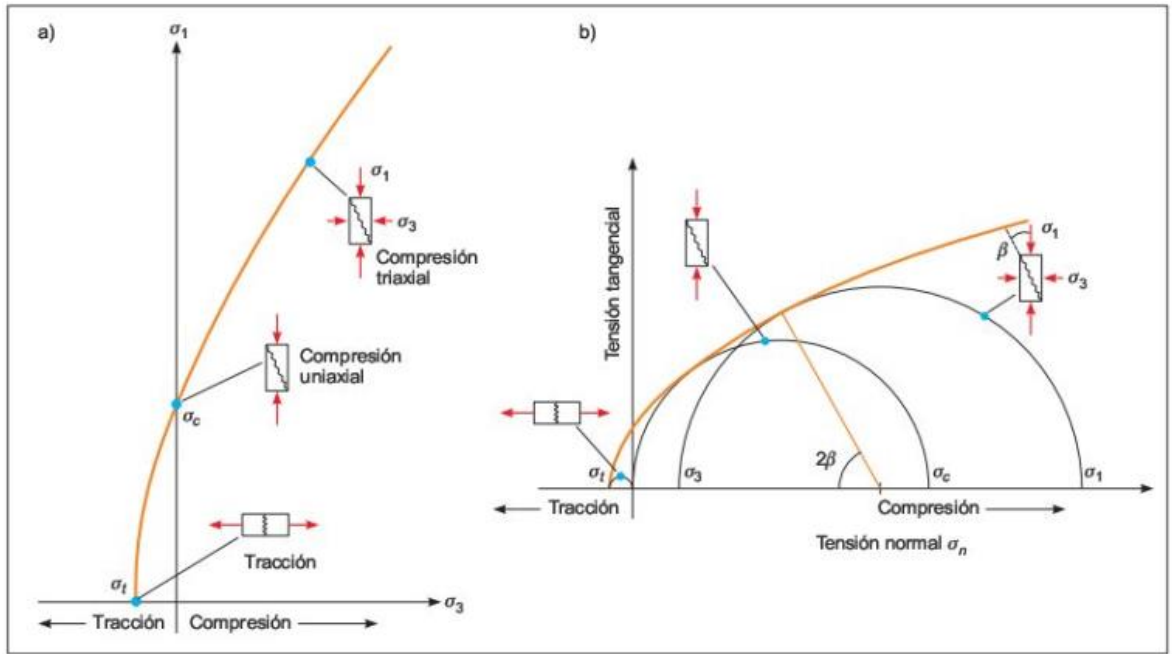 a)
σ1
σ1
σ3
Compresión
triaxial
Compresión
uniaxial
σc
Tracción
σt
σ3
Tracción
Compresión
b)
Tensión tangencial
β
σ1
σ3
2β
σt
σ3
σc
σ1
Tracción
Compresión
Tensión normal σn